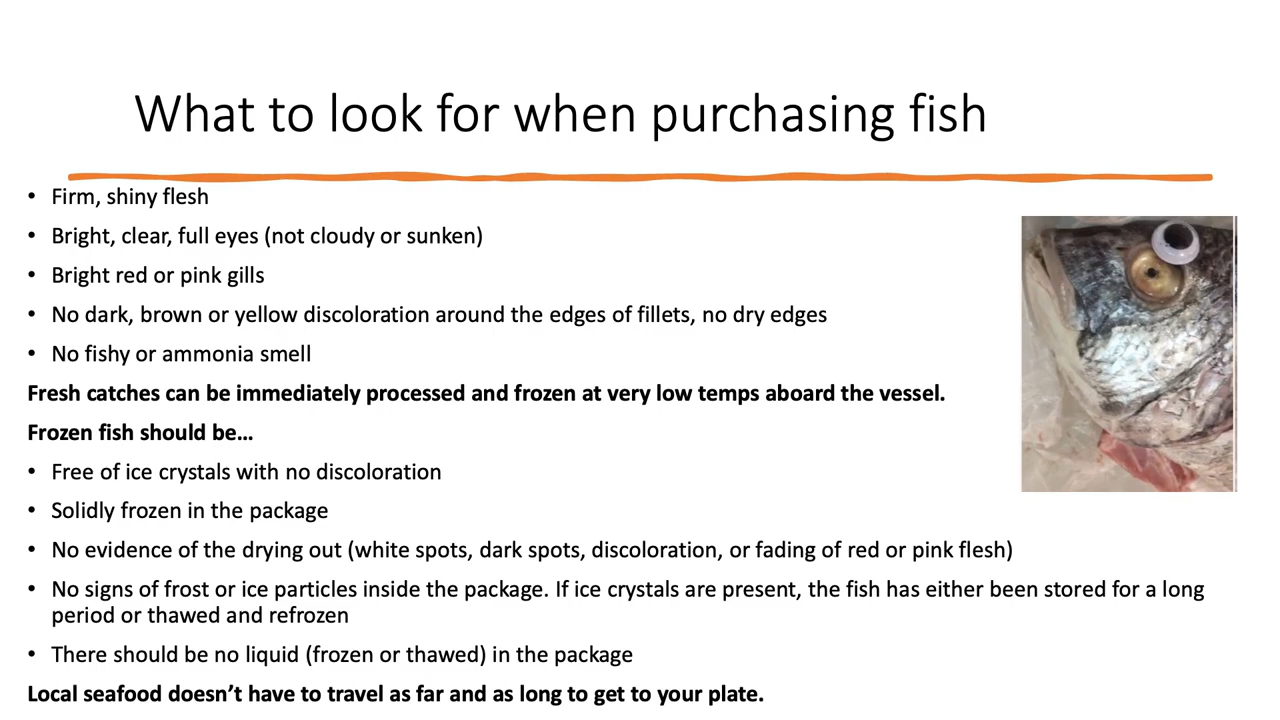 What to look for when purchasing fish
• Firm, shiny flesh
• Bright, clear, full eyes (not cloudy or sunken)
• Bright red or pink gills
• No dark, brown or yellow discoloration around the edges of fillets, no dry edges
• No fishy or ammonia smell
Fresh catches can be immediately processed and frozen at very low temps aboard the vessel.
Frozen fish should be…
• Free of ice crystals with no discoloration
• Solidly frozen in the package
• No evidence of the drying out (white spots, dark spots, discoloration, or fading of red or pink flesh)
• No signs of frost or ice particles inside the package. If ice crystals are present, the fish has either been stored for a long
period or thawed and refrozen
• There should be no liquid (frozen or thawed) in the package
Local seafood doesn’t have to travel as far and as long to get to your plate.